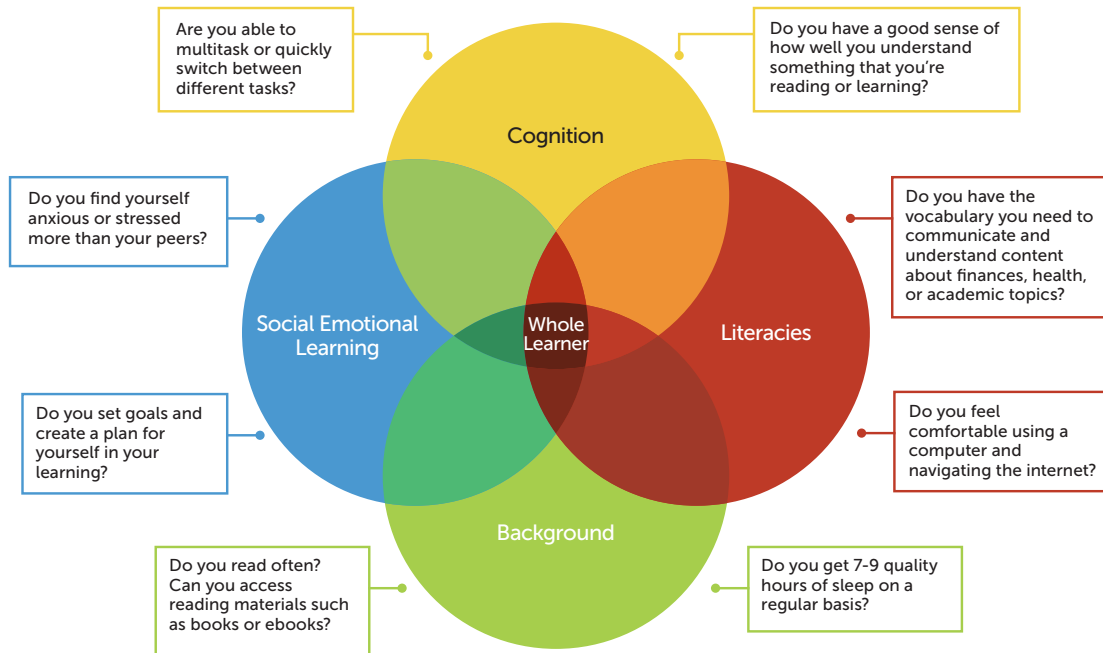 Are you able to
multitask or quickly
switch between
different tasks?
Do you have a good sense of
how well you understand
something that you’re
reading or learning?
Cognition
Do you find yourself
anxious or stressed
more than your peers?
Do you have the
vocabulary you need to
communicate and
understand content
about finances, health,
or academic topics?
Social Emotional
Learning
Whole
Learner
Literacies
Do you set goals and
create a plan for
yourself in your
learning?
Do you feel
comfortable using a
computer and
navigating the internet?
Background
Do you read often?
Can you access
reading materials such
as books or ebooks?
Do you get 7-9 quality
hours of sleep on a
regular basis?